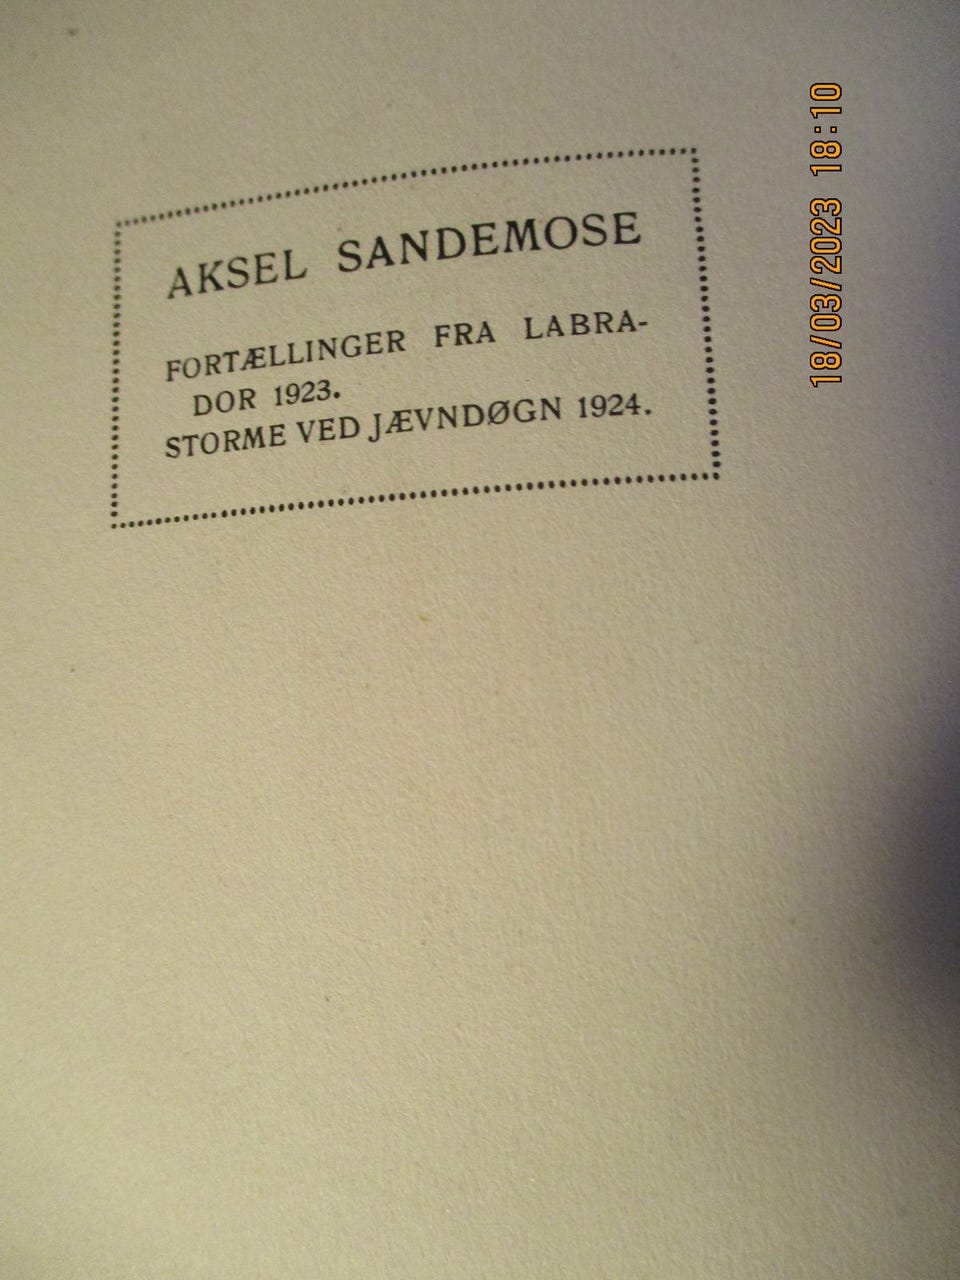 AKSEL SANDEMOSE
FORTÆLLINGER FRA LABRA-
DOR 1923.
STORME VED JÆVNDØGN 1924.
18/03/2023 18:10